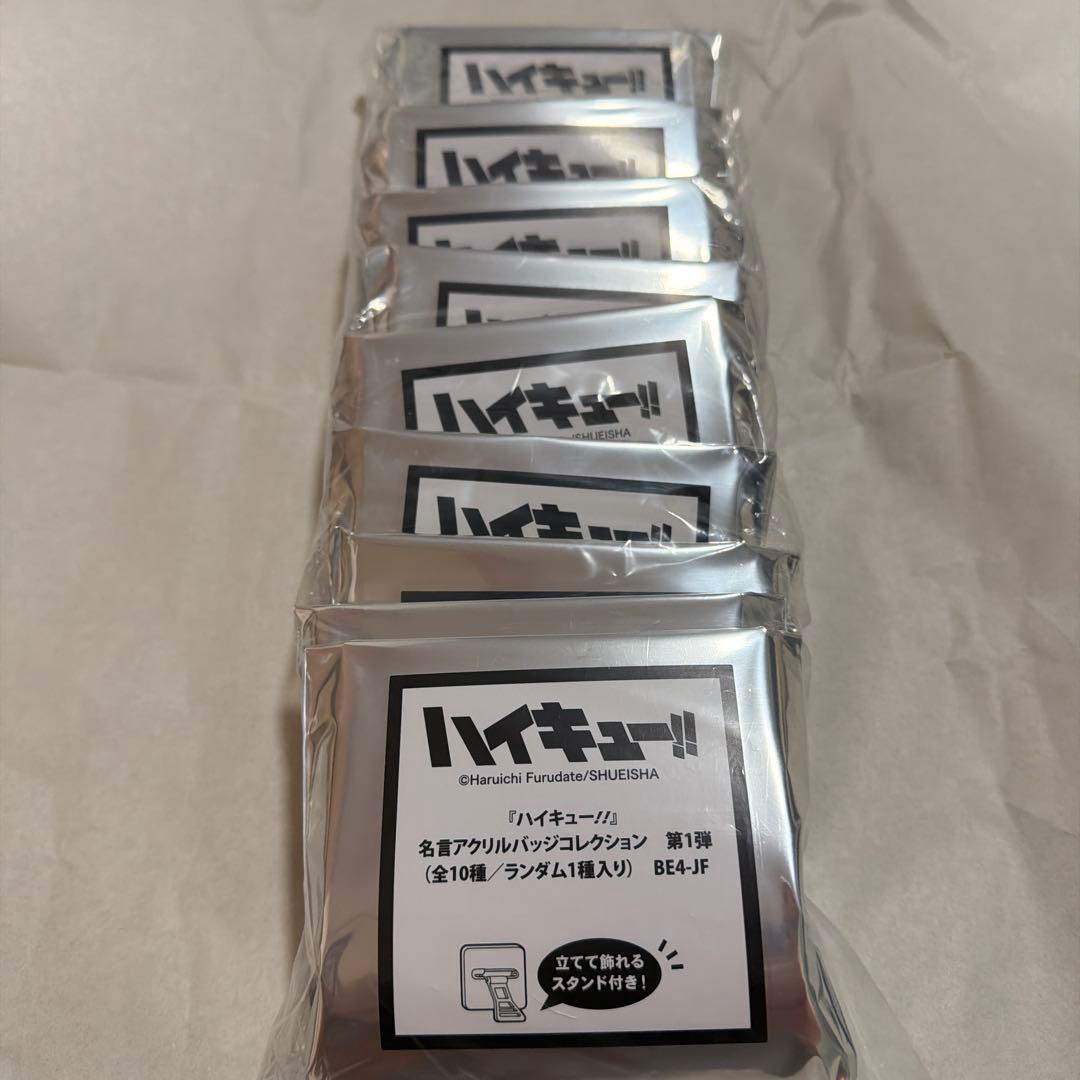 ハイキュー!!
ハイキュー!!
ハイキュー!!
ハイキュー!!
/SHUEISHA
ハイキュー!!
ハイキュー!!
©Haruichi Furudate/SHUEISHA
『ハイキュー!!』
名言アクリルバッジコレクション　第1弾
（全10種／ランダム1種入り）　BE4-JF
立てて飾れる
スタンド付き！